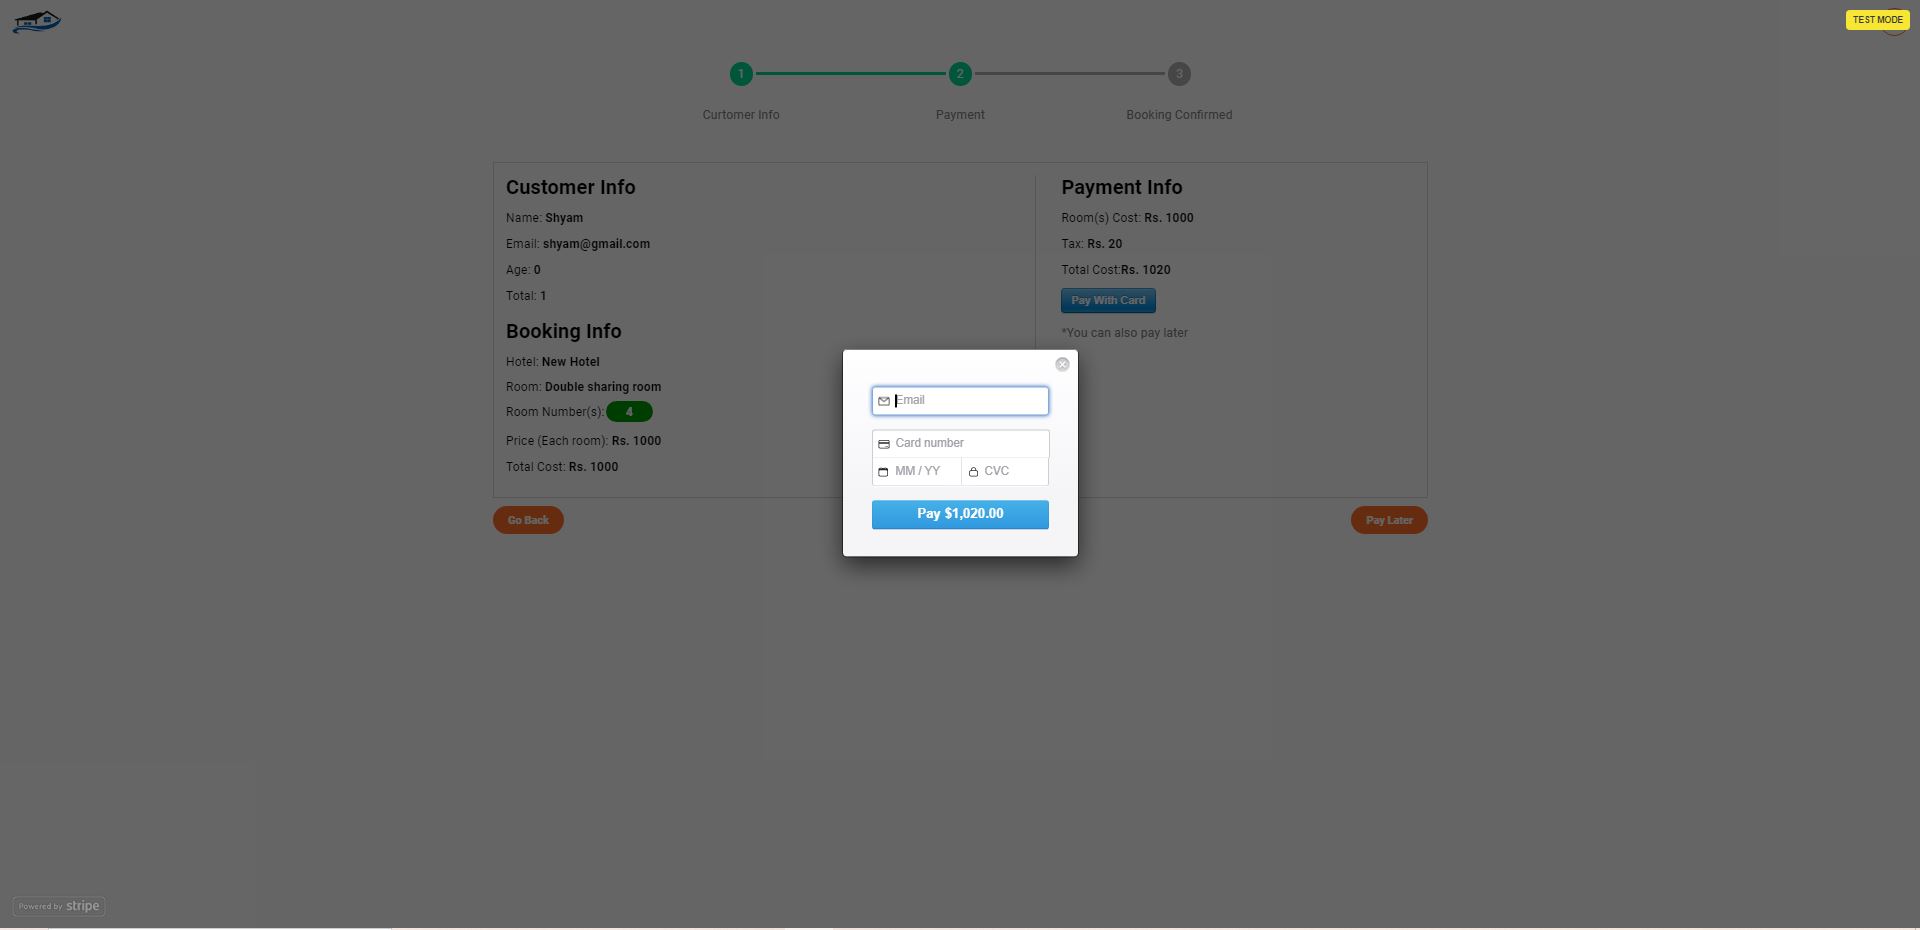 TEST MODE
1
2
3
Curtomer Info
Payment
Booking Confirmed
Customer Info
Name: Shyam
Email: shyam@gmail.com
Age: 0
Total: 1
Booking Info
Hotel: New Hotel
Room: Double sharing room
Room Number(s): 4
Price (Each room): Rs. 1000
Total Cost: Rs. 1000
Payment Info
Room(s) Cost: Rs. 1000
Tax: Rs. 20
Total Cost:Rs. 1020
Pay With Card
*You can also pay later
Email
Card number
MM / YY
CVC
Pay $1,020.00
Go Back
Pay Later
Powered by stripe